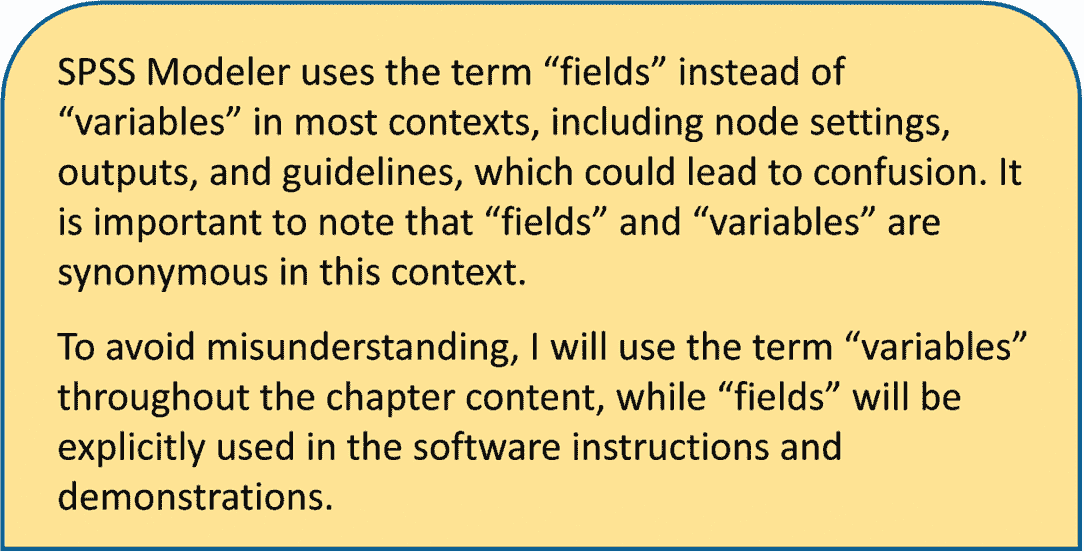 SPSS Modeler uses the term “fields” instead of
“variables” in most contexts, including node settings,
outputs, and guidelines, which could lead to confusion. It
is important to note that “fields” and “variables” are
synonymous in this context.
To avoid misunderstanding, I will use the term “variables”
throughout the chapter content, while “fields” will be
explicitly used in the software instructions and
demonstrations.